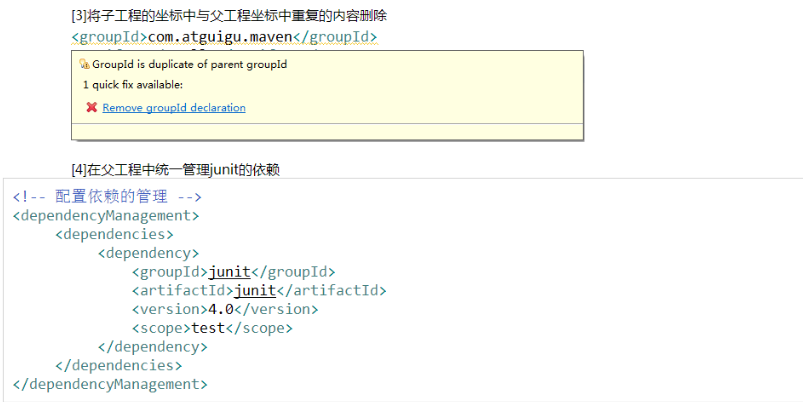 [3]将子工程的坐标中与父工程坐标中重复的内容删除
<groupId>com.atguigu.maven</groupId>
GroupId is duplicate of parent groupId
1 quick fix available:
Remove groupId declaration
[4]在父工程中统一管理junit的依赖
<!-- 配置依赖的管理 -->
<dependencyManagement>
<dependencies>
<dependency>
<groupId>junit</groupId>
<artifactId>junit</artifactId>
<version>4.0</version>
<scope>test</scope>
</dependency>
</dependencies>
</dependencyManagement>